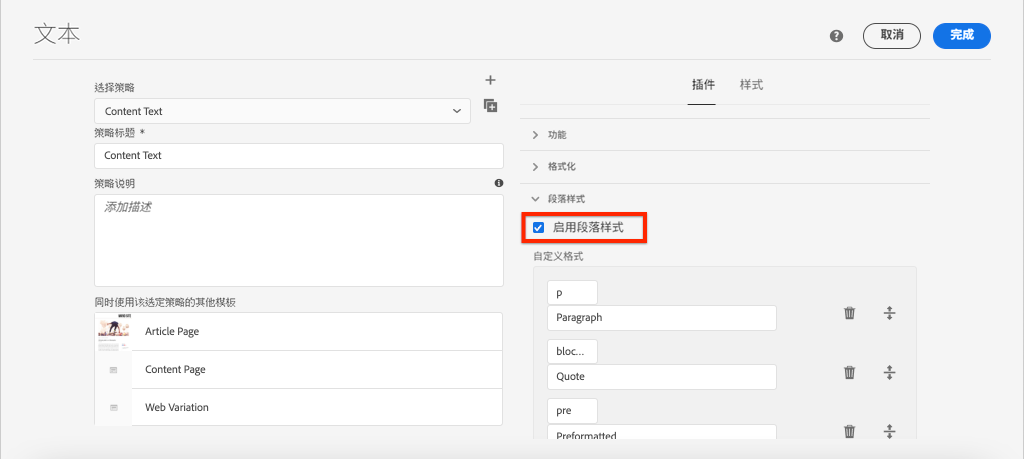 文本
取消
完成
选择策略
Content Text
策略标题 *
Content Text
策略说明
添加描述
同时使用该选定策略的其他模板
Article Page
Content Page
Web Variation
插件
样式
功能
格式化
段落样式
启用段落样式
自定义格式
p
Paragraph
bloc...
Quote
pre
Preformatted